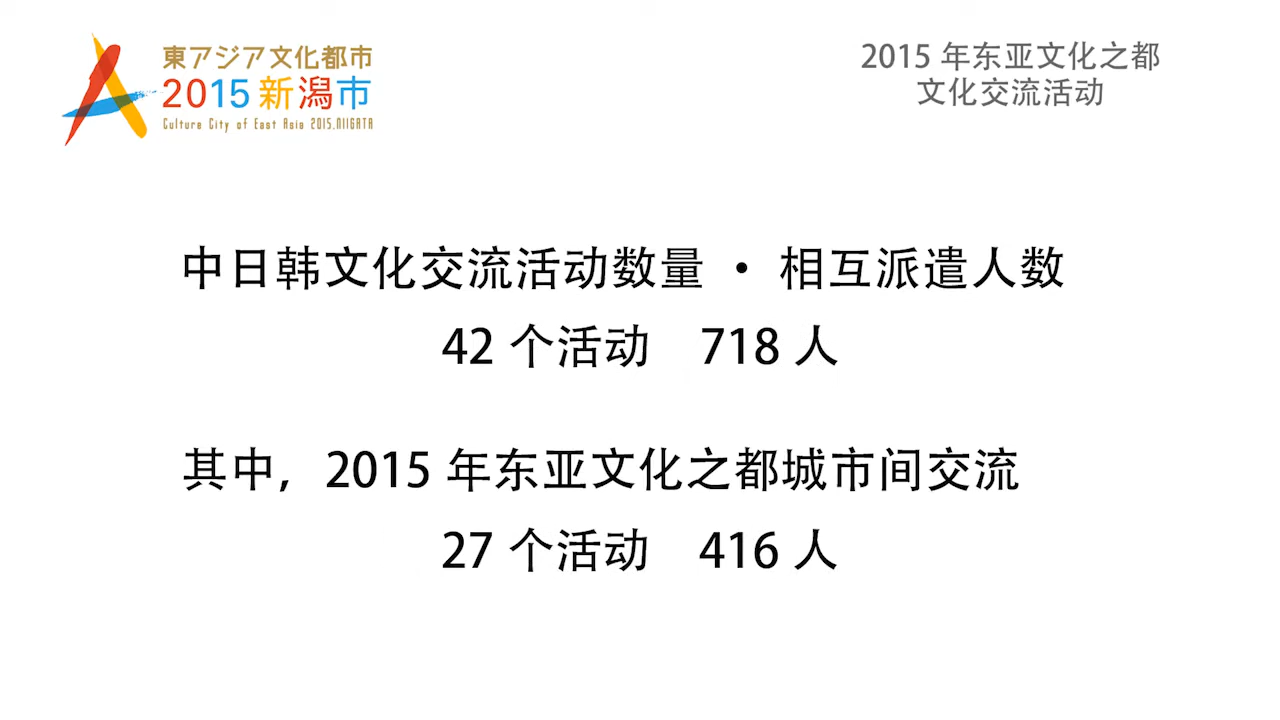 東アジア文化都市
2015新潟市
Culture City of East Asia 2015.NIIGATA
2015 年东亚文化之都
文化交流活动
中日韩文化交流活动数量 · 相互派遣人数
42 个活动 718 人
其中，2015 年东亚文化之都城市间交流
27 个活动 416 人